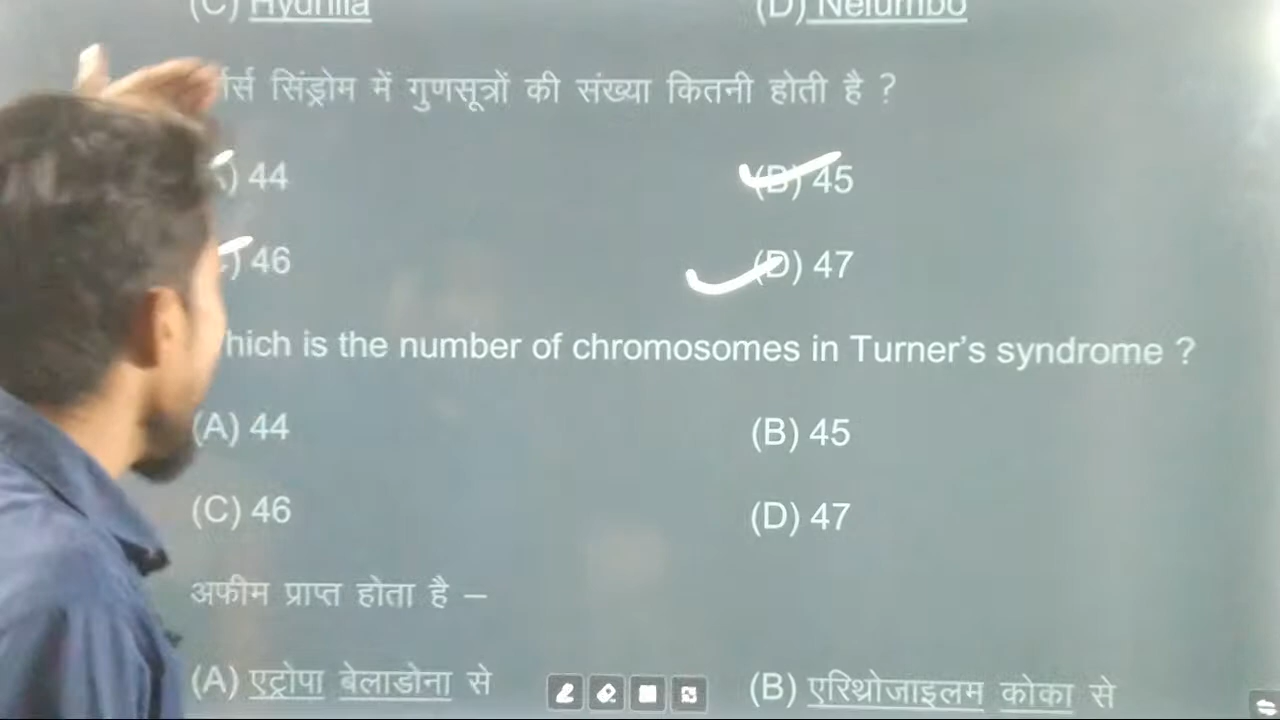 (C) Hydrilla (D) Nelumbo
सिंड्रोम में गुणसूत्रों की संख्या कितनी होती है ?
44 (B) 45
46 (D) 47
hich is the number of chromosomes in Turner's syndrome ?
(A) 44 (B) 45
(C) 46 (D) 47
अफीम प्राप्त होता है –
(A) एट्रोपा बेलाडोना से (B) एरिथ्रोजाइलम कोका से